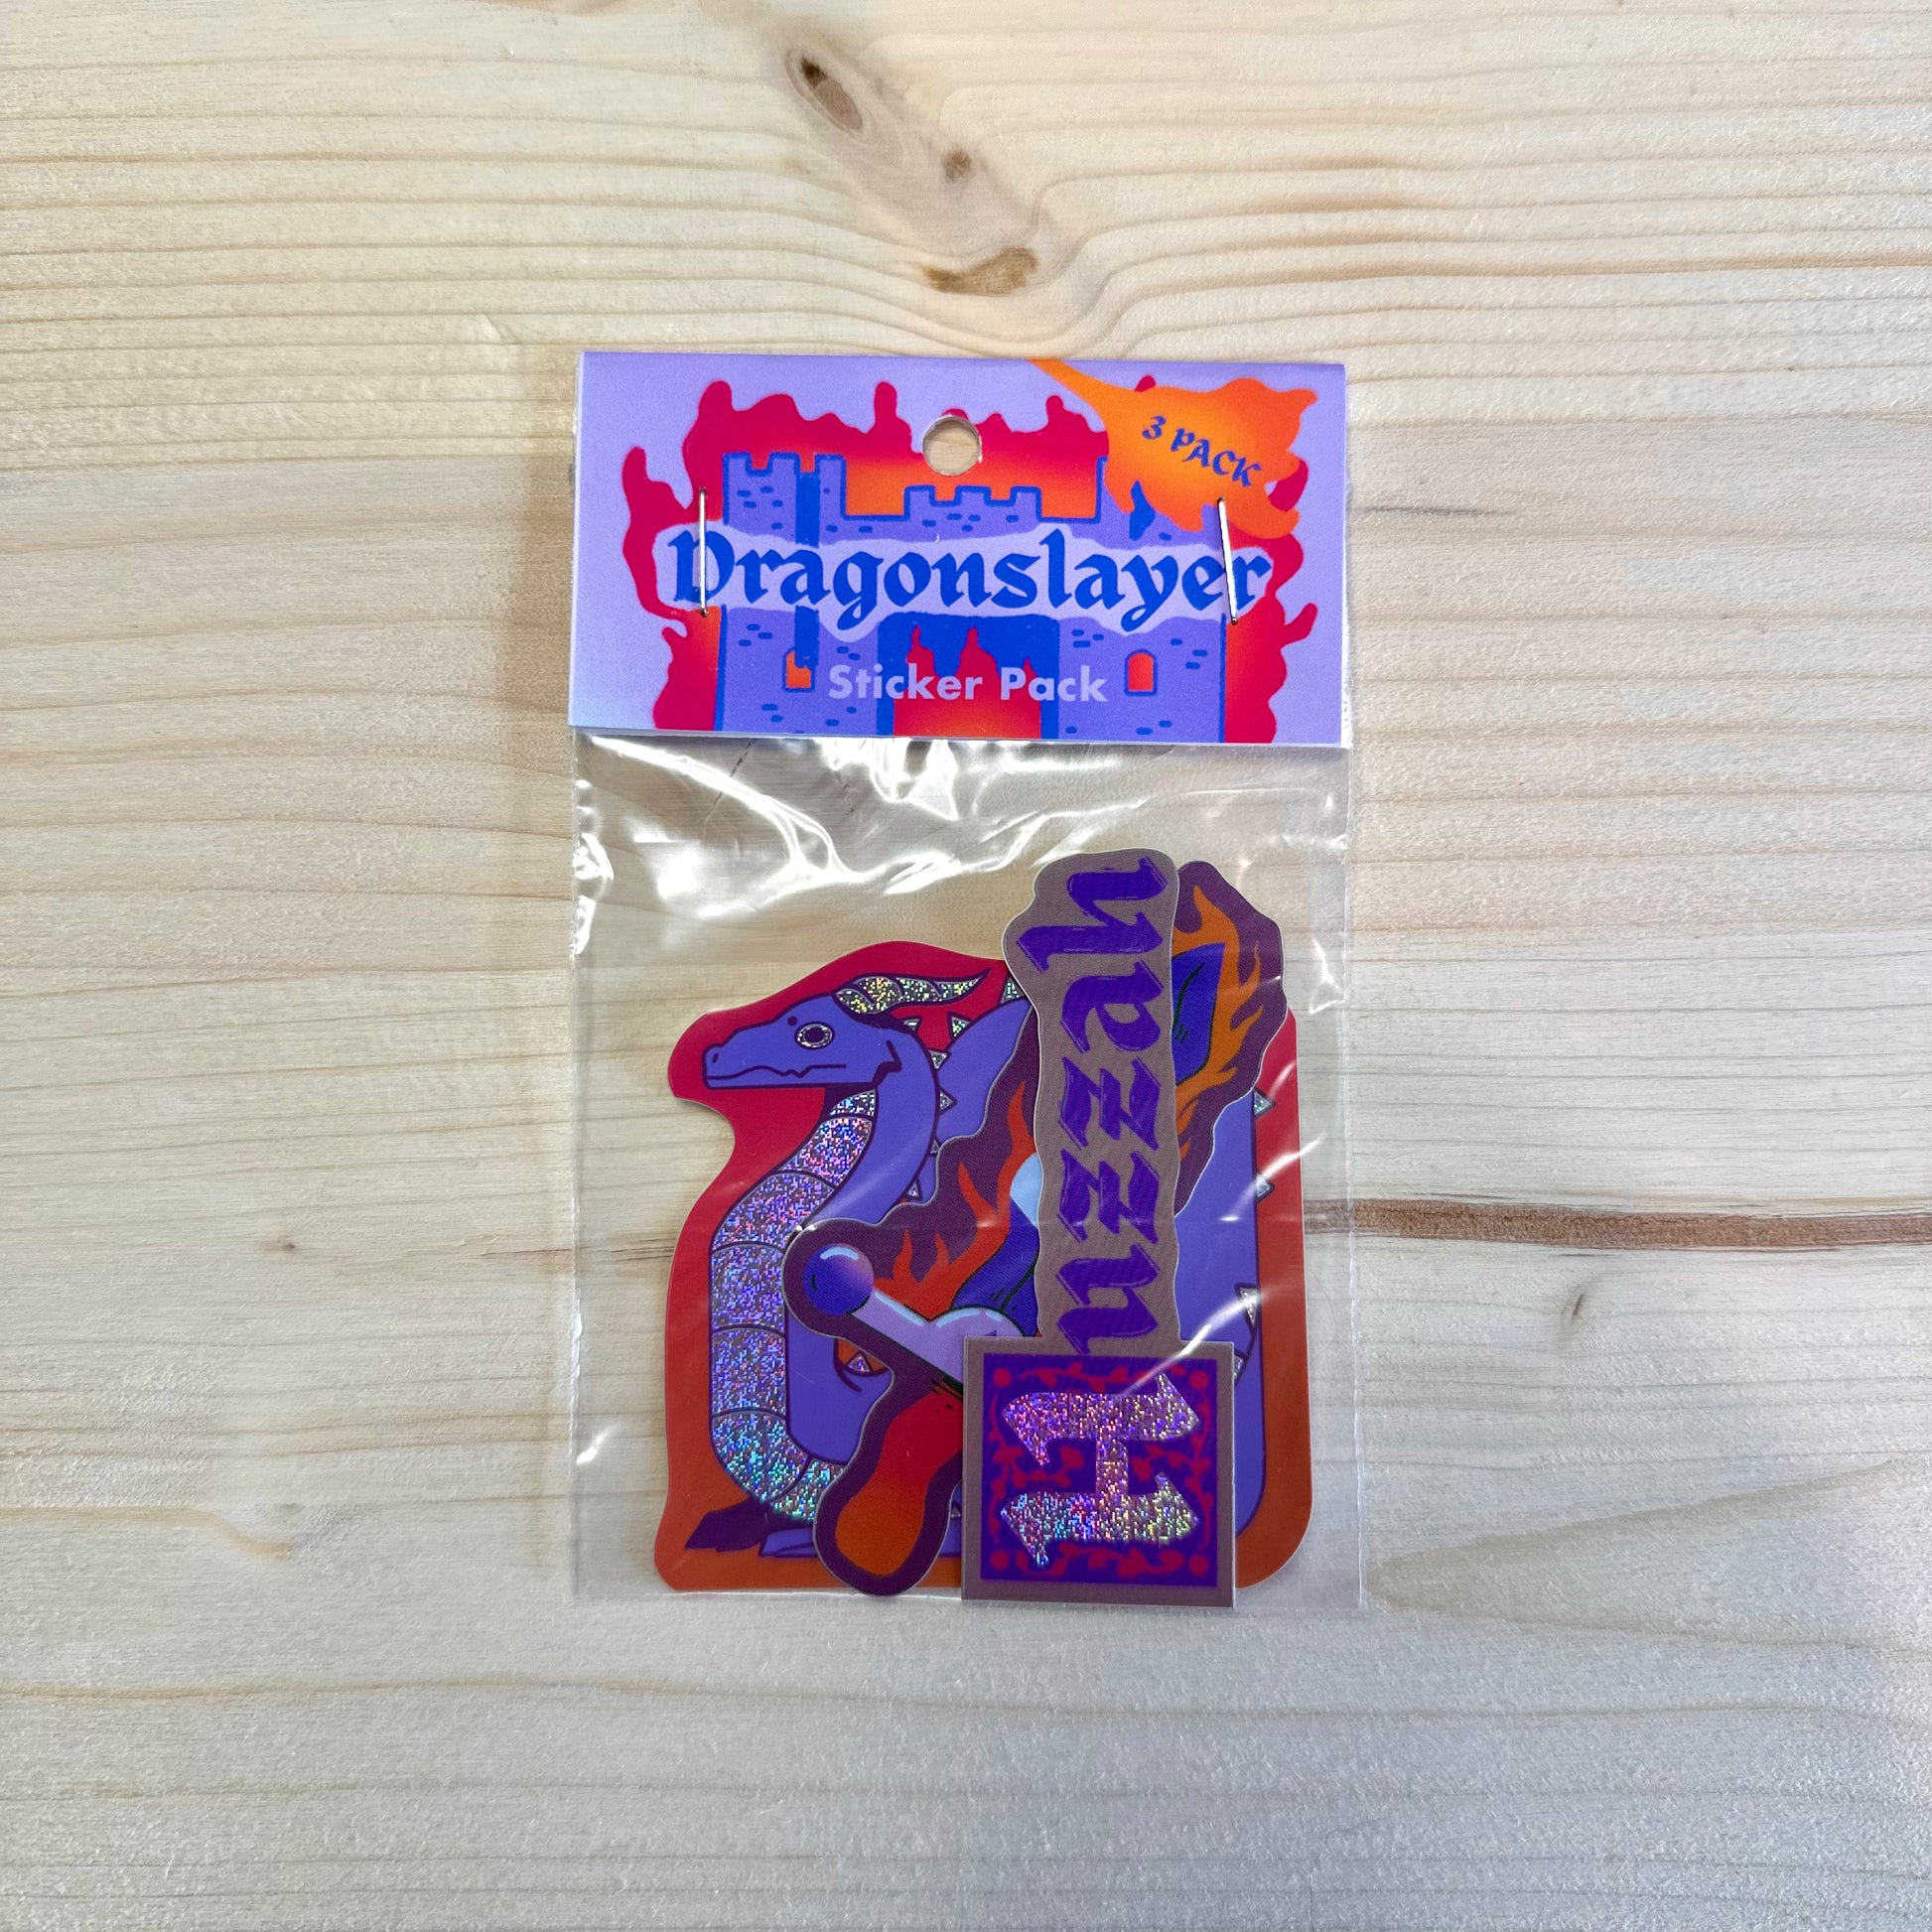 3 PACK
Dragonslayer
Sticker Pack
Huzzah